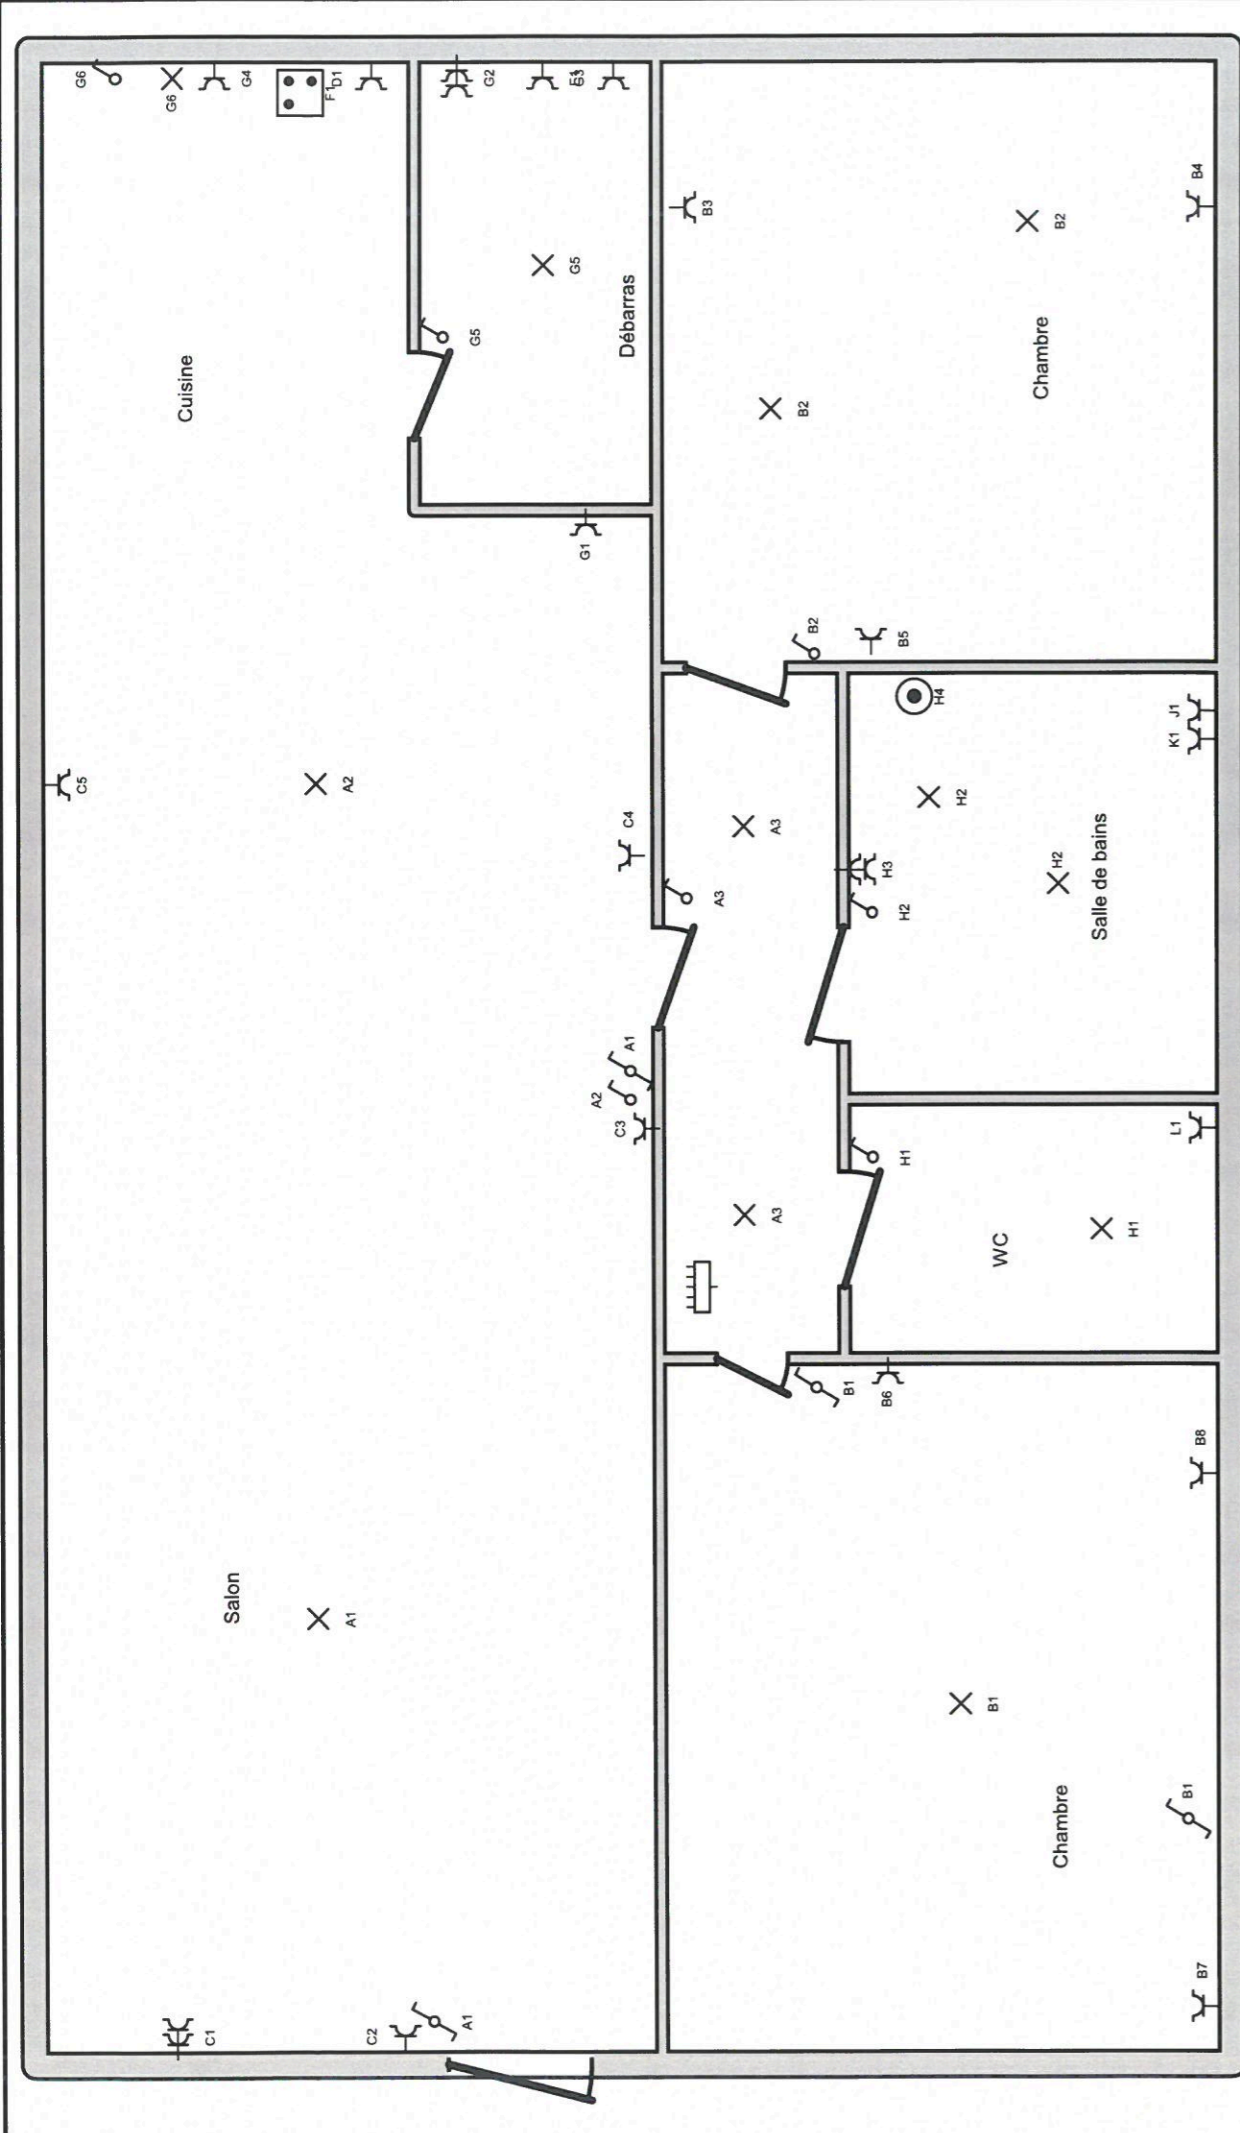 G6
G6
G4
F1
D1
G2
G3
Cuisine
G5
G5
Débarras
B3
B4
B2
B2
Chambre
G1
B2
B5
C5
A2
C4
A3
A3
H4
J1
K1
H2
H3
H2
H2
Salle de bains
A1
A2
C3
H1
L1
A3
WC
H1
B1
B6
B8
Salon
A1
B1
Chambre
B1
B7
C1
C2
A1